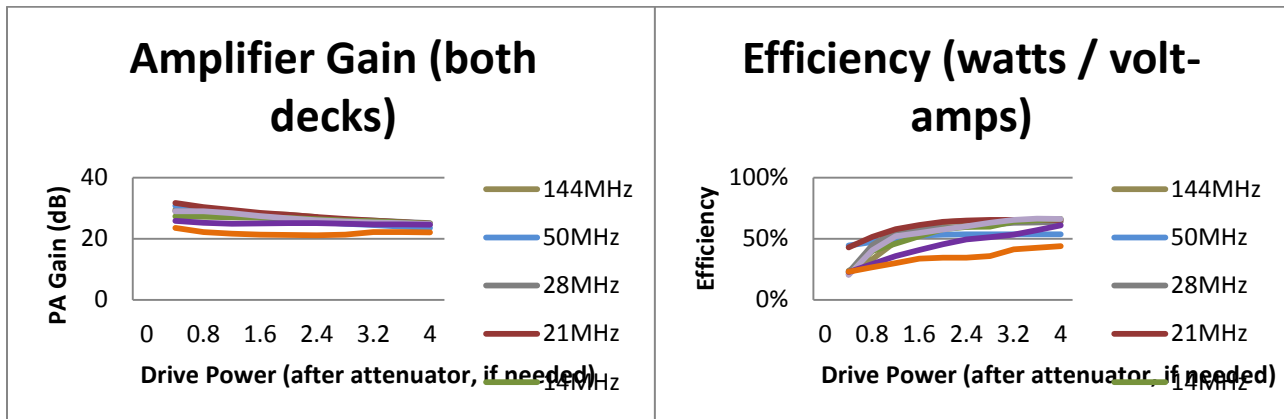 Amplifier Gain (both
decks)
40
20
0
PA Gain (dB)
0 0.8 1.6 2.4 3.2 4
Drive Power (after attenuator, if needed)
144MHz
50MHz
28MHz
21MHz
14MHz
Efficiency (watts / volt-
amps)
100%
50%
0%
Efficiency
0 0.8 1.6 2.4 3.2 4
Drive Power (after attenuator, if needed)
144MHz
50MHz
28MHz
21MHz
14MHz